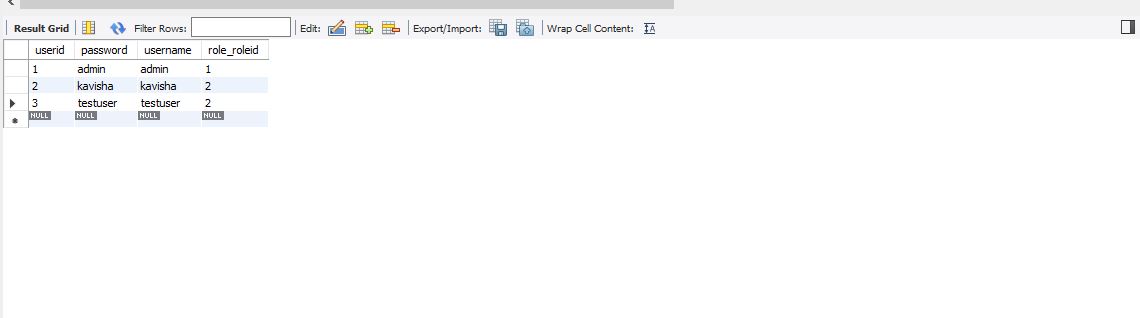 Result Grid Filter Rows: Edit: Export/Import: Wrap Cell Content:
userid password username role_roleid
1 admin admin 1
2 kavisha kavisha 2
3 testuser testuser 2
NULL NULL NULL NULL